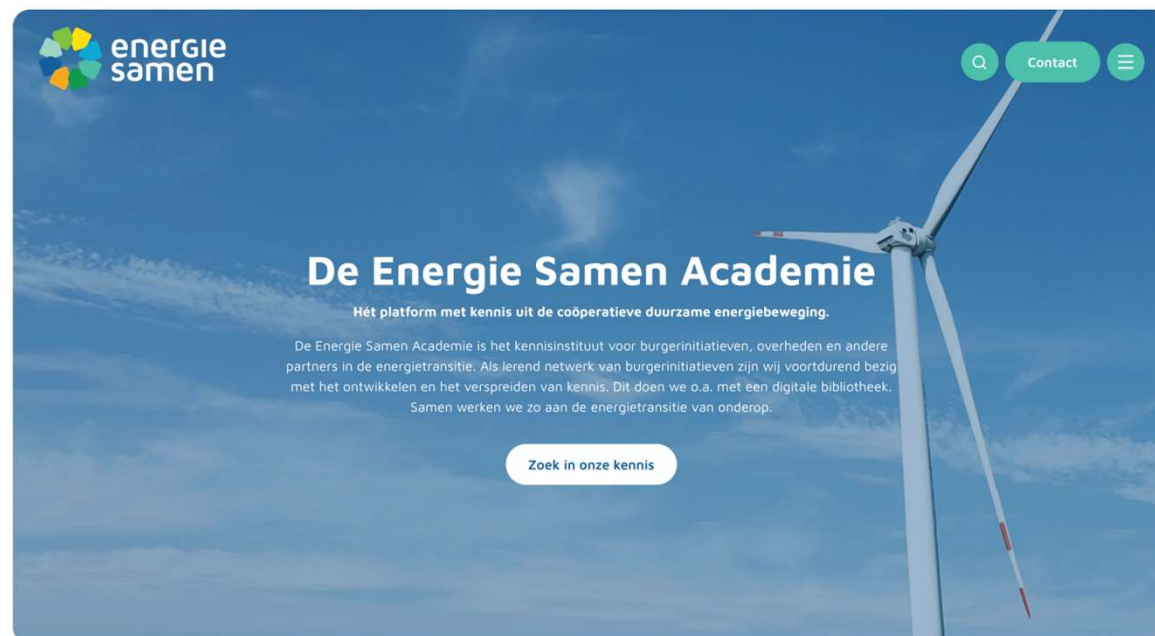 energie
samen
Contact
De Energie Samen Academie
Hét platform met kennis uit de coöperatieve duurzame energiebeweging.
De Energie Samen Academie is het kennisinstituut voor burgerinitiatieven, overheden en andere
partners in de energietransitie. Als lerend netwerk van burgerinitiatieven zijn wij voortdurend bezig
met het ontwikkelen en het verspreiden van kennis. Dit doen we o.a. met een digitale bibliotheek.
Samen werken we zo aan de energietransitie van onderop.
Zoek in onze kennis